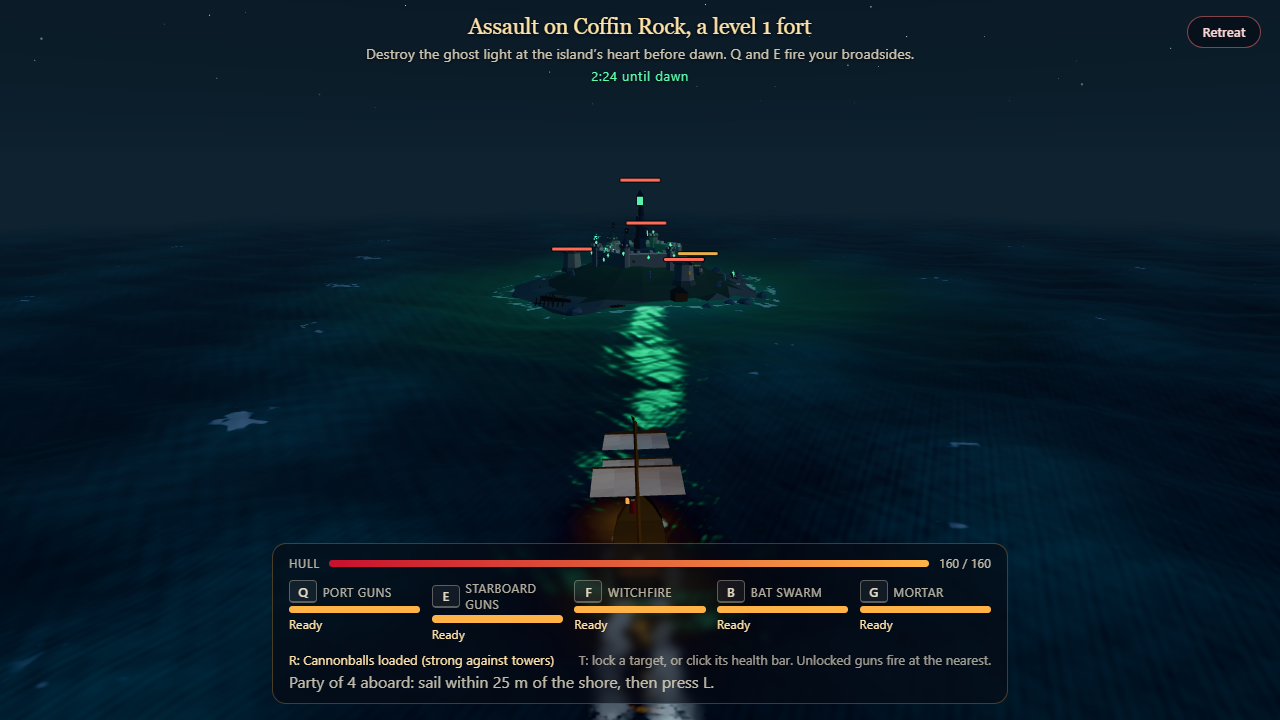 Assault on Coffin Rock, a level 1 fort
Destroy the ghost light at the island's heart before dawn. Q and E fire your broadsides.
2:24 until dawn
Retreat
HULL
160 / 160
Q PORT GUNS
Ready
E STARBOARD
GUNS
Ready
F WITCHFIRE
Ready
B BAT SWARM
Ready
G MORTAR
Ready
R: Cannonballs loaded (strong against towers)
T: lock a target, or click its health bar. Unlocked guns fire at the nearest.
Party of 4 aboard: sail within 25 m of the shore, then press L.